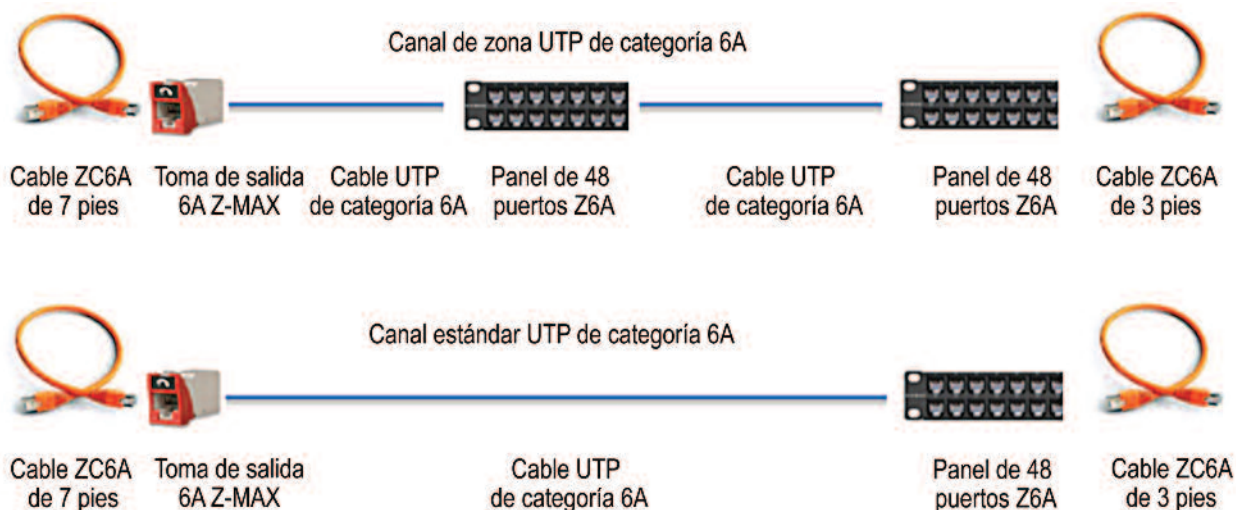 Canal de zona UTP de categoría 6A
Cable ZC6A
de 7 pies
Toma de salida
6A Z-MAX
Cable UTP
de categoría 6A
Panel de 48
puertos Z6A
Cable UTP
de categoría 6A
Panel de 48
puertos Z6A
Cable ZC6A
de 3 pies
Canal estándar UTP de categoría 6A
Cable ZC6A
de 7 pies
Toma de salida
6A Z-MAX
Cable UTP
de categoría 6A
Panel de 48
puertos Z6A
Cable ZC6A
de 3 pies